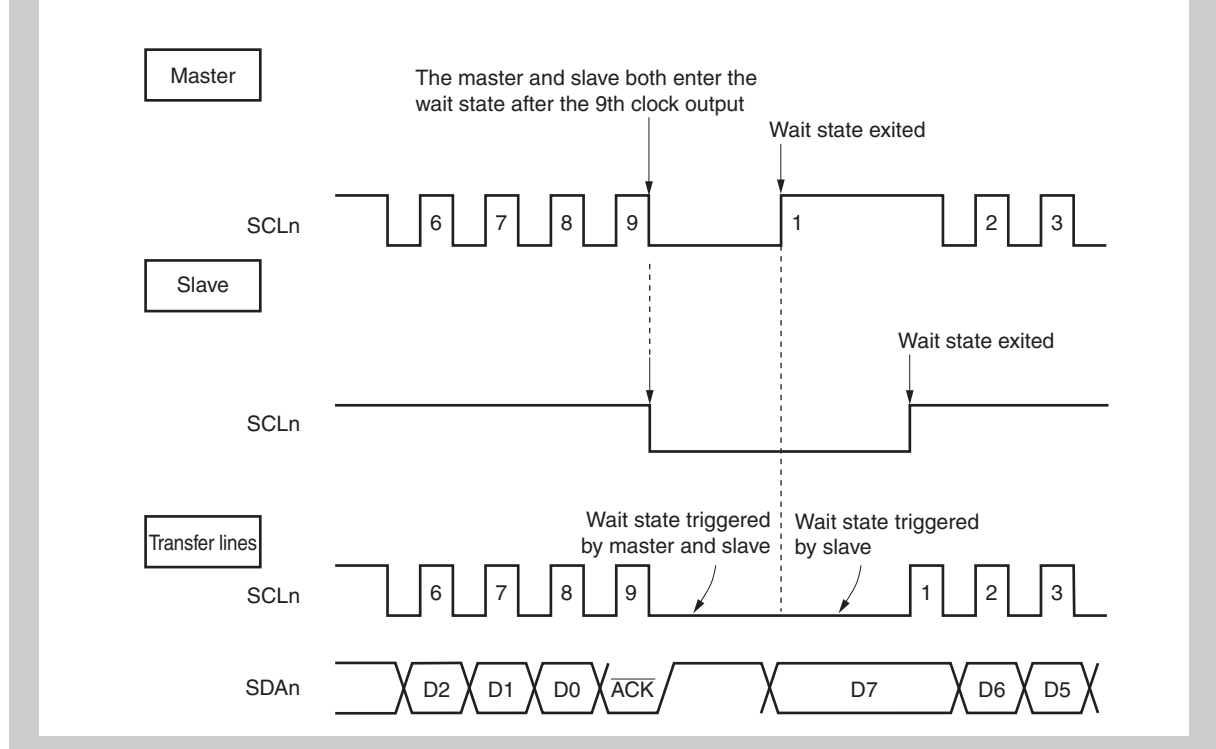 Master
The master and slave both enter the
wait state after the 9th clock output
Wait state exited
SCLn
6 7 8 9 1 2 3
Slave
Wait state exited
SCLn
Transfer lines
Wait state triggered
by master and slave
Wait state triggered
by slave
SCLn
6 7 8 9 1 2 3
SDAn
D2 D1 D0 ACK D7 D6 D5